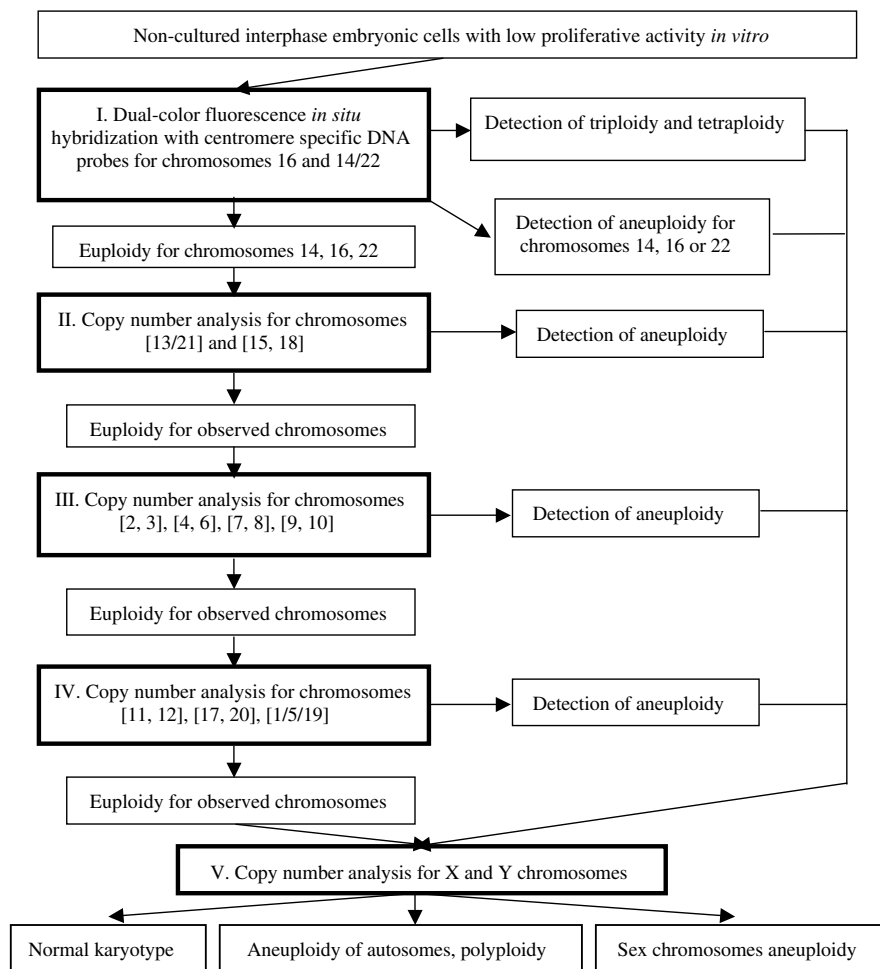 Non-cultured interphase embryonic cells with low proliferative activity in vitro
I. Dual-color fluorescence in situ
hybridization with centromere specific DNA
probes for chromosomes 16 and 14/22
Detection of triploidy and tetraploidy
Detection of aneuploidy for
chromosomes 14, 16 or 22
Euploidy for chromosomes 14, 16, 22
II. Copy number analysis for chromosomes
[13/21] and [15, 18]
Detection of aneuploidy
Euploidy for observed chromosomes
III. Copy number analysis for chromosomes
[2, 3], [4, 6], [7, 8], [9, 10]
Detection of aneuploidy
Euploidy for observed chromosomes
IV. Copy number analysis for chromosomes
[11, 12], [17, 20], [1/5/19]
Detection of aneuploidy
Euploidy for observed chromosomes
V. Copy number analysis for X and Y chromosomes
Normal karyotype
Aneuploidy of autosomes, polyploidy
Sex chromosomes aneuploidy